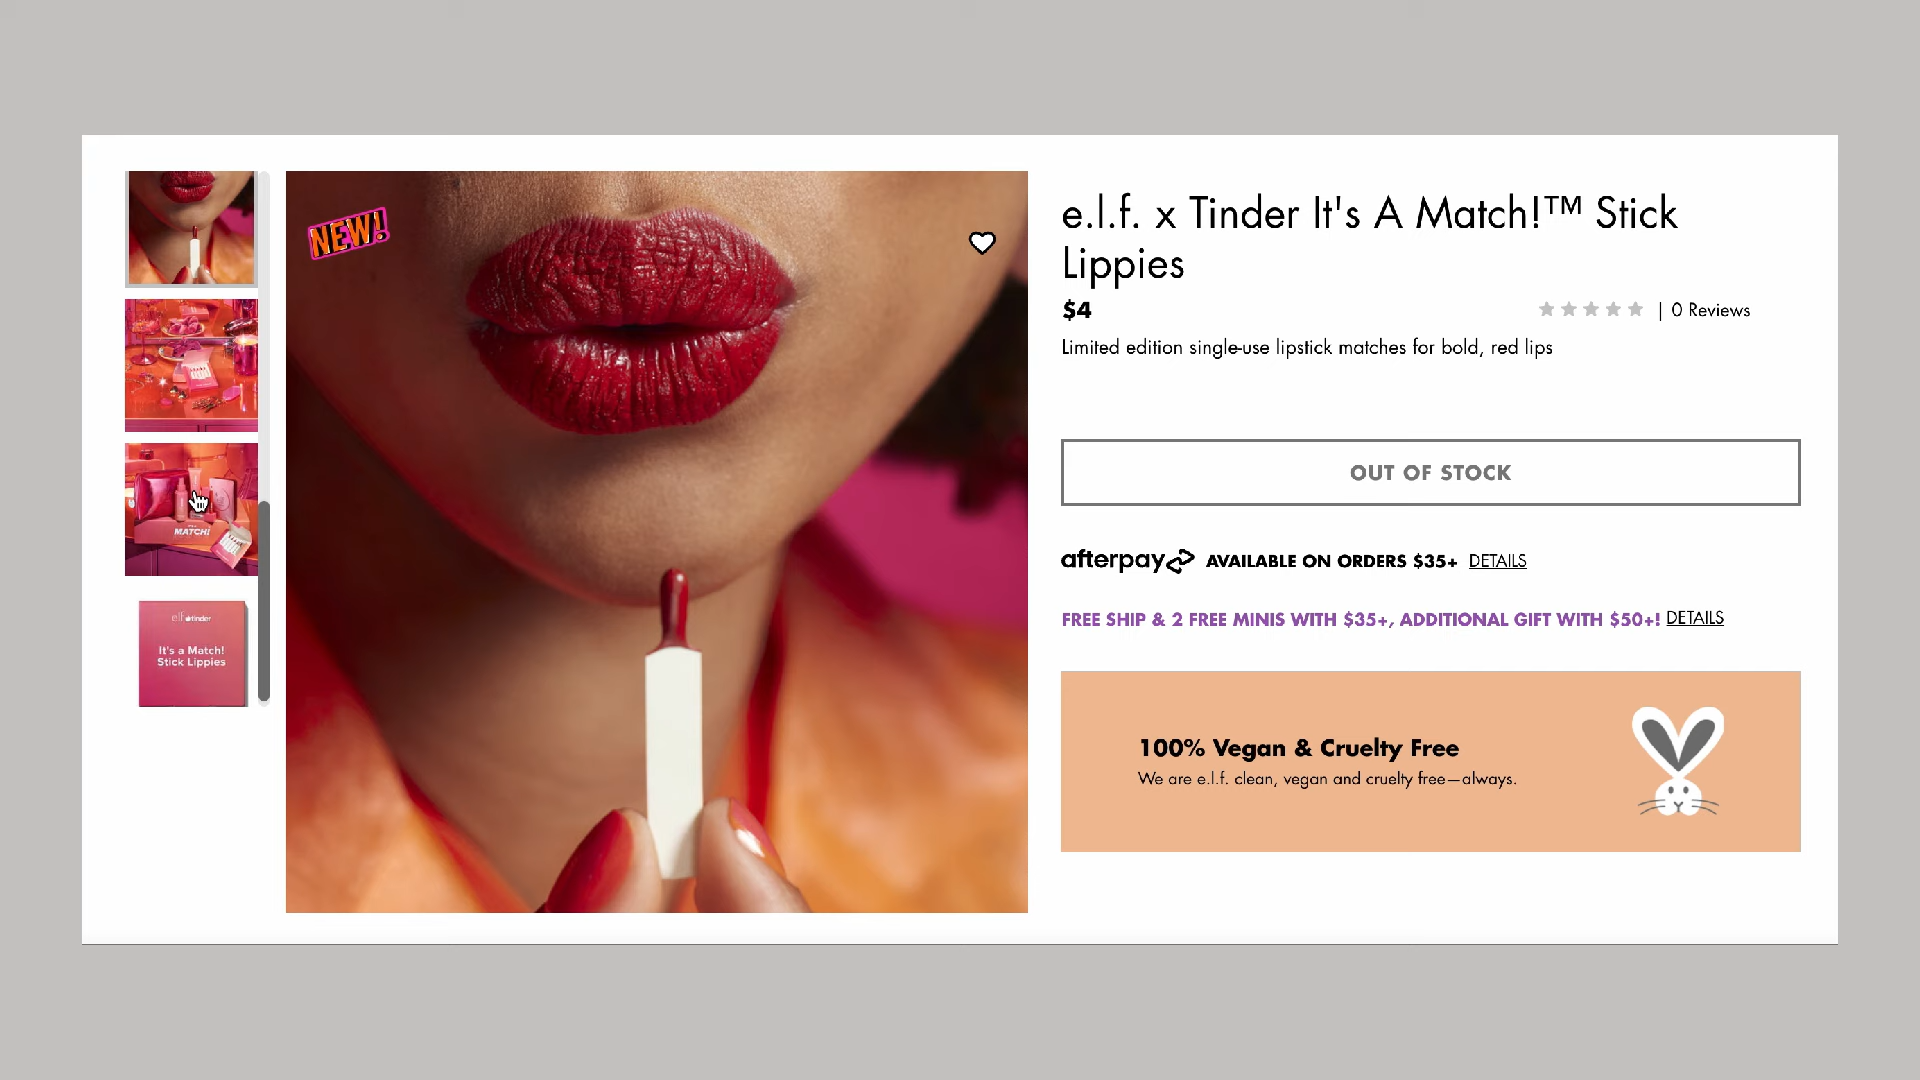 NEW!
MATCH!
e.l.f. tinder
It's a Match!
Stick Lippies
e.l.f. x Tinder It's A Match!™ Stick
Lippies
$4
| 0 Reviews
Limited edition single-use lipstick matches for bold, red lips
OUT OF STOCK
afterpay AVAILABLE ON ORDERS $35+ DETAILS
FREE SHIP & 2 FREE MINIS WITH $35+, ADDITIONAL GIFT WITH $50+! DETAILS
100% Vegan & Cruelty Free
We are e.l.f. clean, vegan and cruelty free—always.